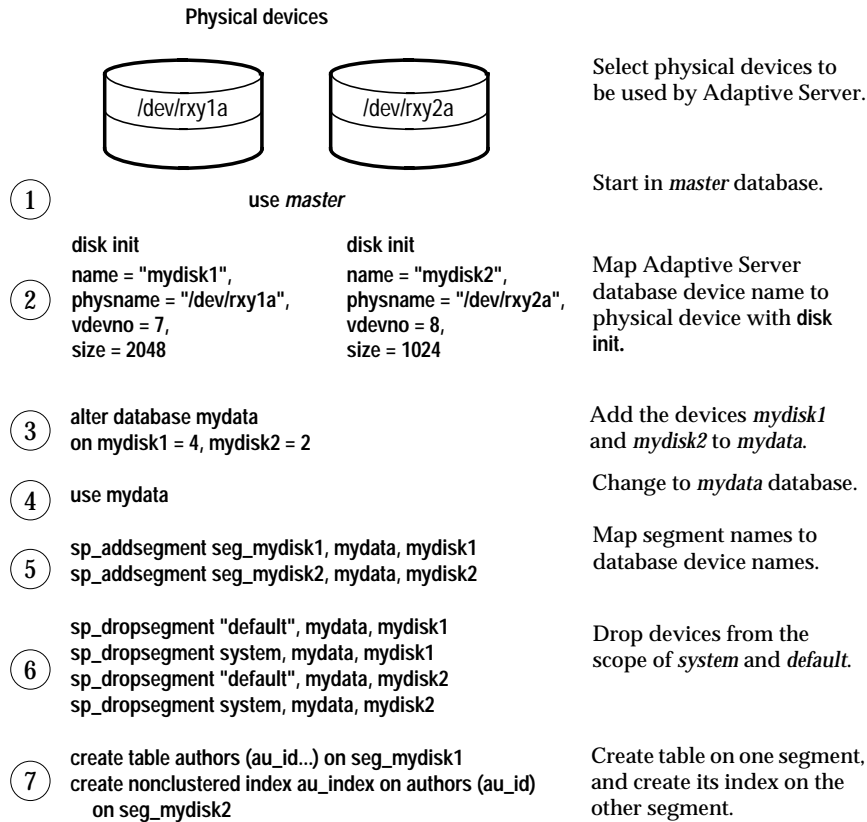 Physical devices
/dev/rxy1a
/dev/rxy2a
Select physical devices to
be used by Adaptive Server.
1
use master
Start in master database.
2
disk init
name = "mydisk1",
physname = "/dev/rxy1a",
vdevno = 7,
size = 2048
disk init
name = "mydisk2",
physname = "/dev/rxy2a",
vdevno = 8,
size = 1024
Map Adaptive Server
database device name to
physical device with disk
init.
3
alter database mydata
on mydisk1 = 4, mydisk2 = 2
Add the devices mydisk1
and mydisk2 to mydata.
4
use mydata
Change to mydata database.
5
sp_addsegment seg_mydisk1, mydata, mydisk1
sp_addsegment seg_mydisk2, mydata, mydisk2
Map segment names to
database device names.
6
sp_dropsegment "default", mydata, mydisk1
sp_dropsegment system, mydata, mydisk1
sp_dropsegment "default", mydata, mydisk2
sp_dropsegment system, mydata, mydisk2
Drop devices from the
scope of system and default.
7
create table authors (au_id...) on seg_mydisk1
create nonclustered index au_index on authors (au_id)
on seg_mydisk2
Create table on one segment,
and create its index on the
other segment.